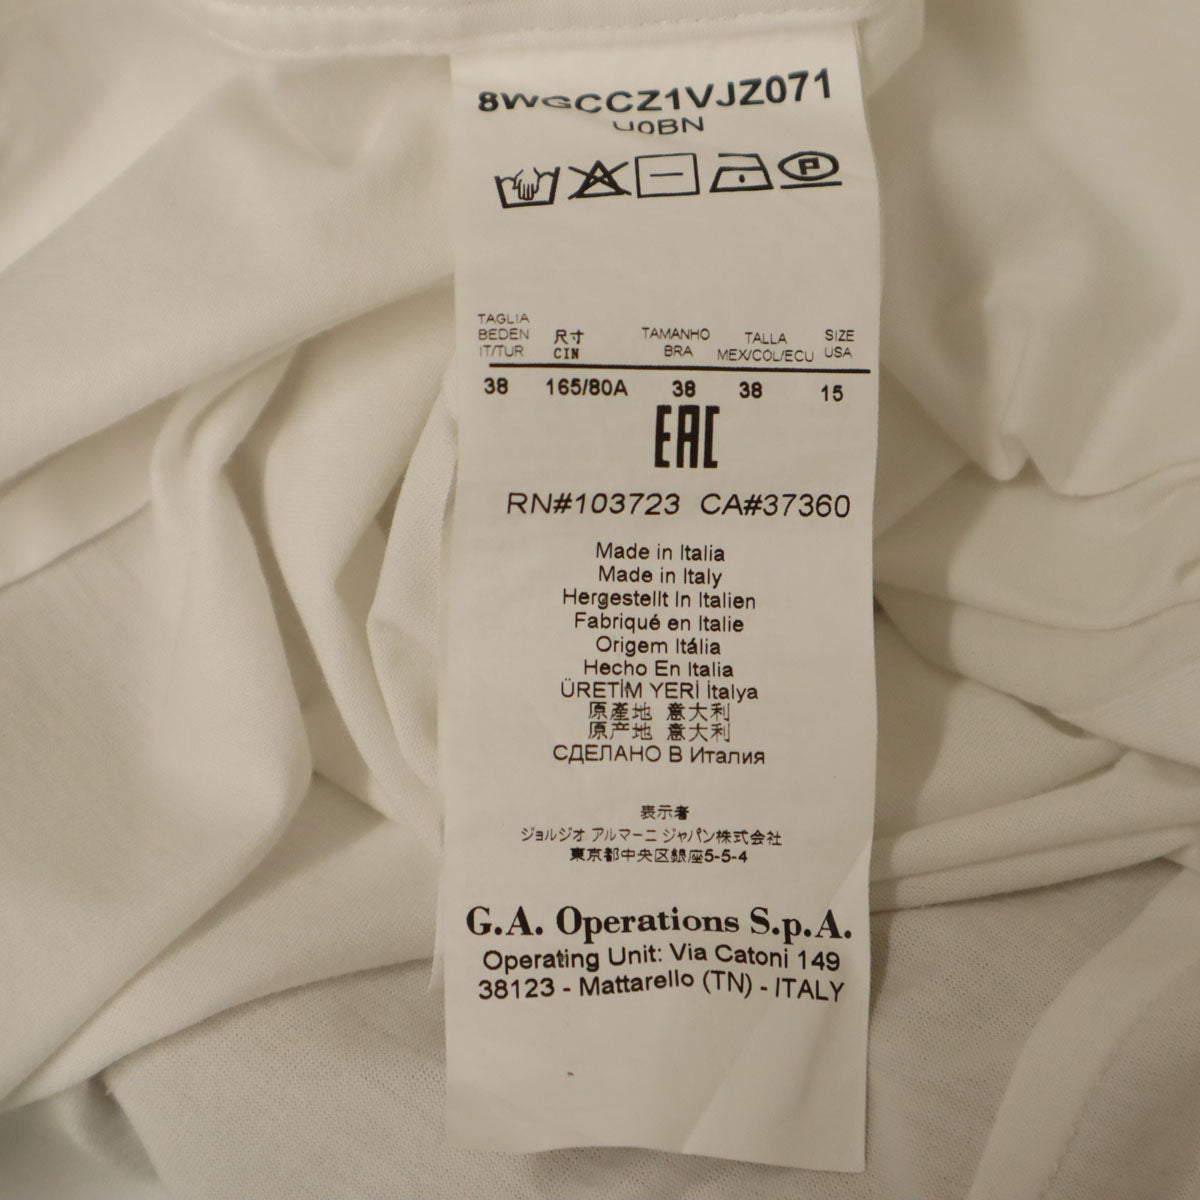 8WGCCZ1VJZ071
U0BN
P
TAGLIA BEDEN IT/TUR 尺寸 CIN TAMANHO BRA TALLA MEX/COL/ECU SIZE USA
38 165/80A 38 38 15
EAC
RN#103723 CA#37360
Made in Italia
Made in Italy
Hergestellt In Italien
Fabriqué en Italie
Origem Itália
Hecho En Italia
ÜRETİM YERİ İtalya
原產地 意大利
原产地 意大利
СДЕЛАНО В Италия
表示者
ジョルジオ アルマーニ ジャパン株式会社
東京都中央区銀座5-5-4
G.A. Operations S.p.A.
Operating Unit: Via Catoni 149
38123 - Mattarello (TN) - ITALY